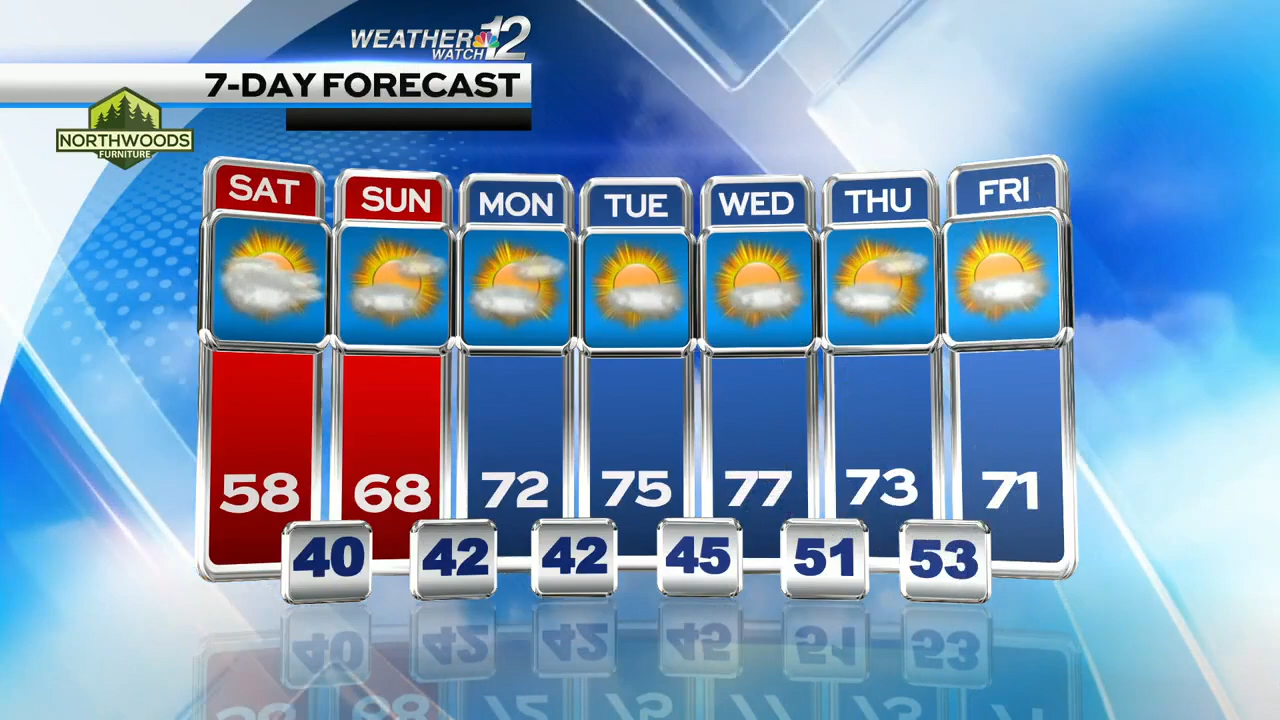 WEATHER 12
WATCH
7-DAY FORECAST
NORTHWOODS
FURNITURE
SAT SUN MON TUE WED THU FRI
58 68 72 75 77 73 71
40 42 42 45 51 53